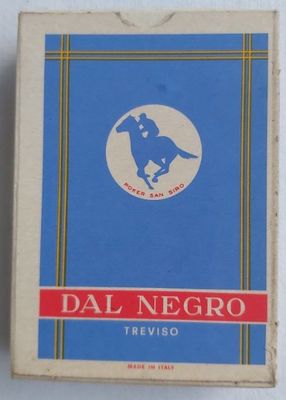 POKER SAN SIRO
DAL NEGRO
TREVISO
MADE IN ITALY